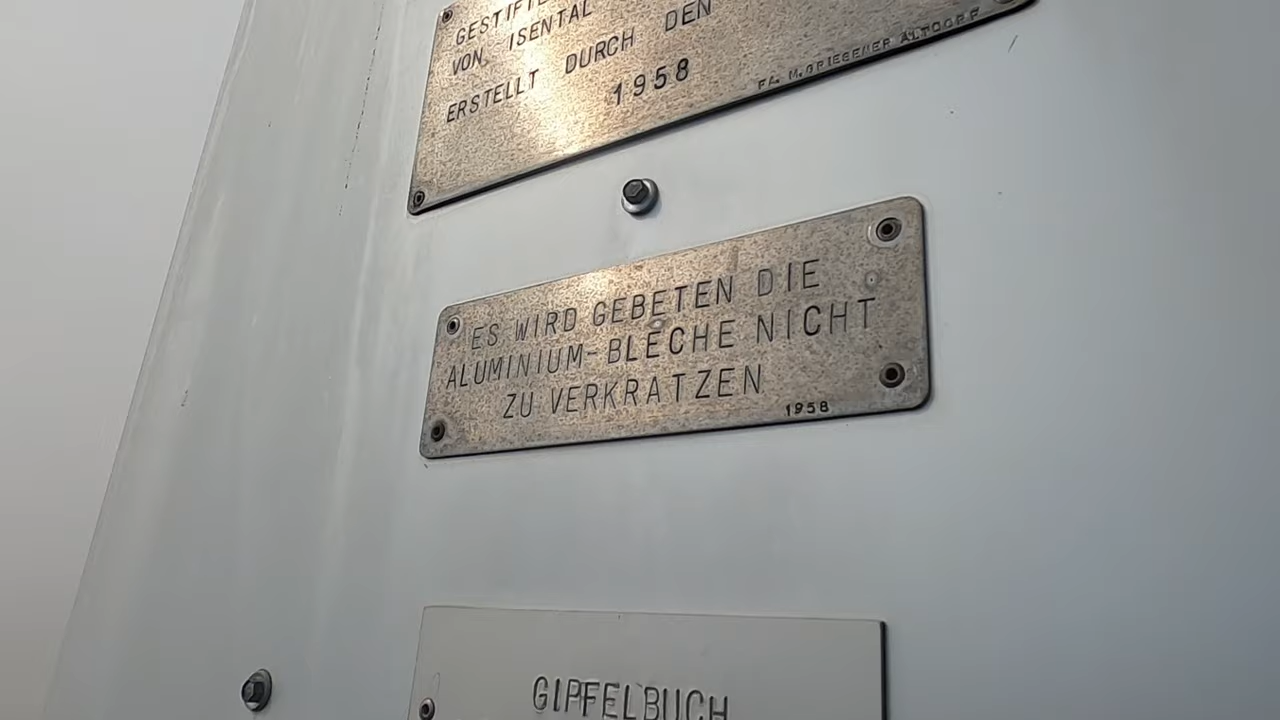 VON ISENTAL
ERSTELLT DURCH DEN
1958
ES WIRD GEBETEN DIE
ALUMINIUM-BLECHE NICHT
ZU VERKRATZEN
1958
GIPFELBUCH